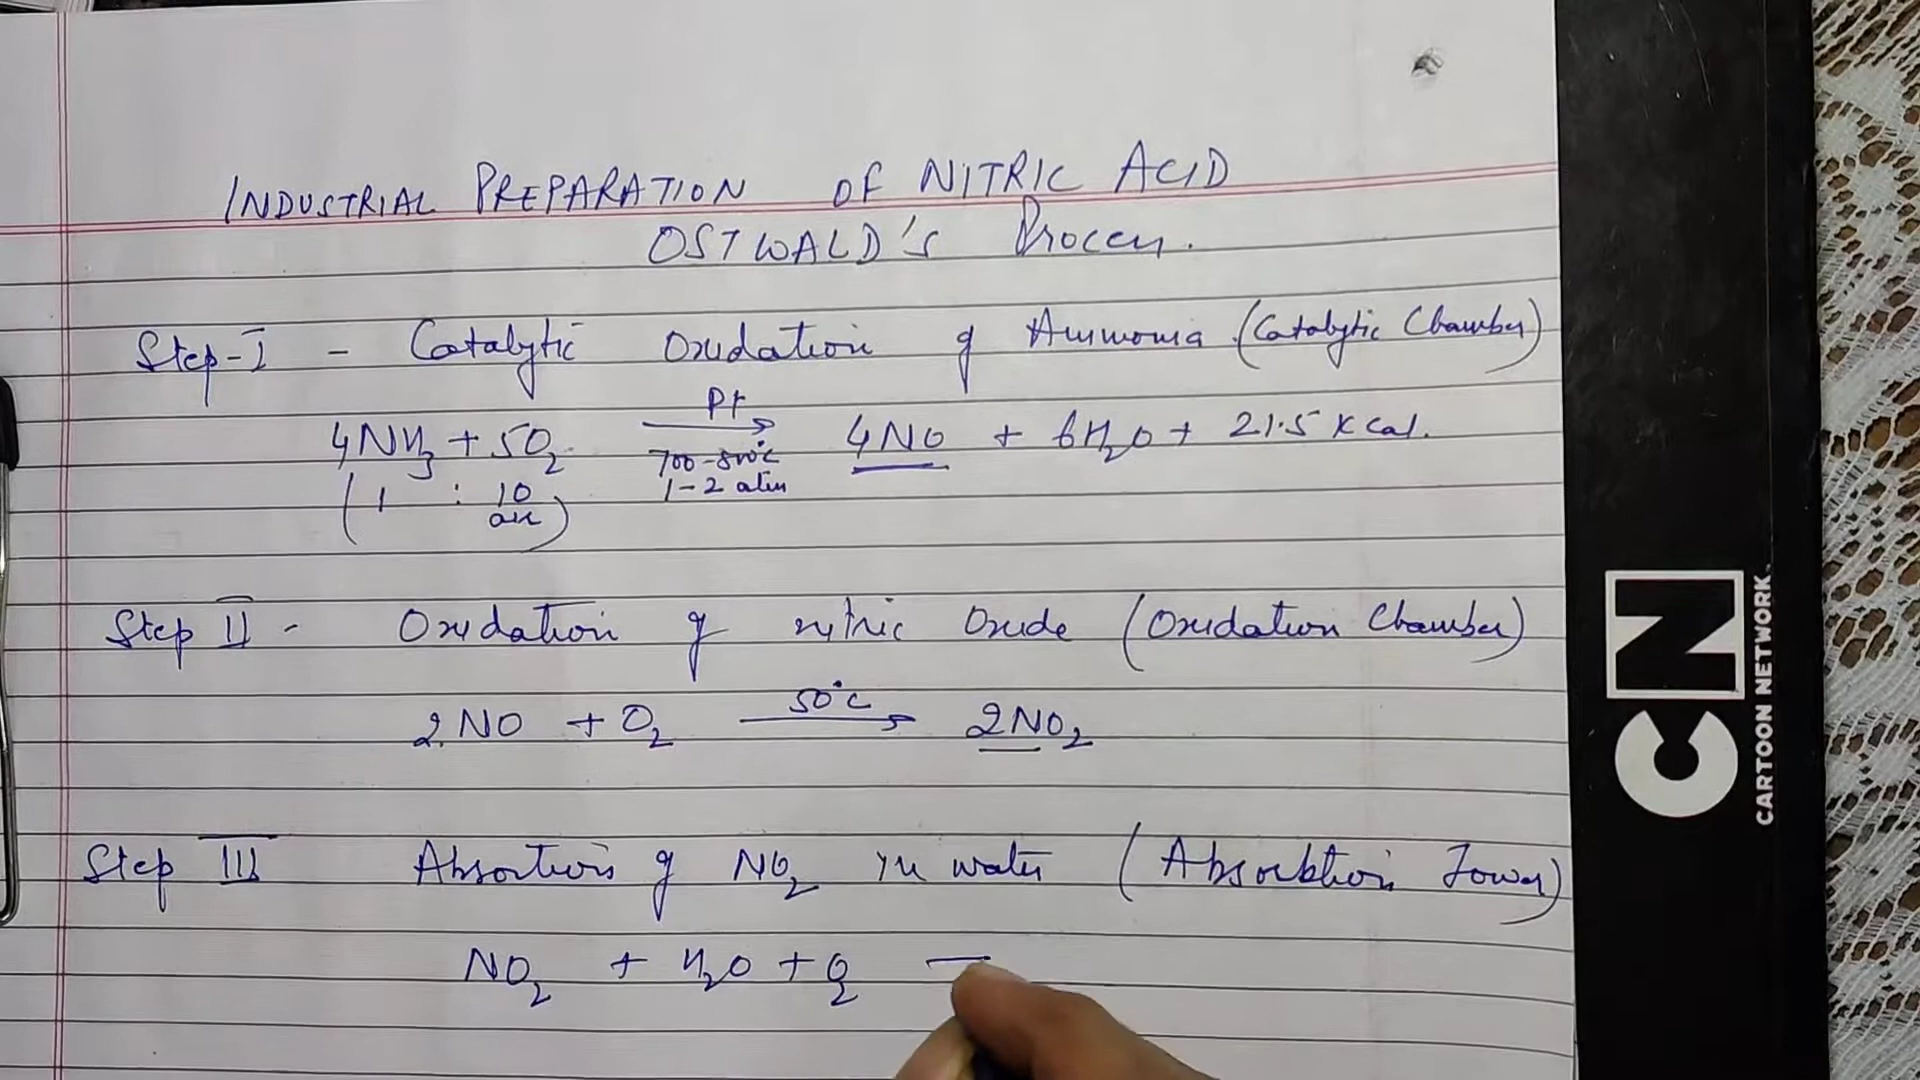 INDUSTRIAL PREPARATION OF NITRIC ACID
OSTWALD'S Process.
Step-I - Catalytic Oxidation of Ammonia (Catalytic Chamber)
Pt
4NH₃ + 5O₂ → 4NO + 6H₂O + 21.5 K Cal.
700-800°C
1-2 atm
(1 : 10
air)
Step II - Oxidation of nitric Oxide (Oxidation Chamber)
50°C
2NO + O₂ → 2NO₂
Step III Absortion of NO₂ in water (Absorbtion Tower)
NO₂ + H₂O + O₂ —
CN
CARTOON NETWORK